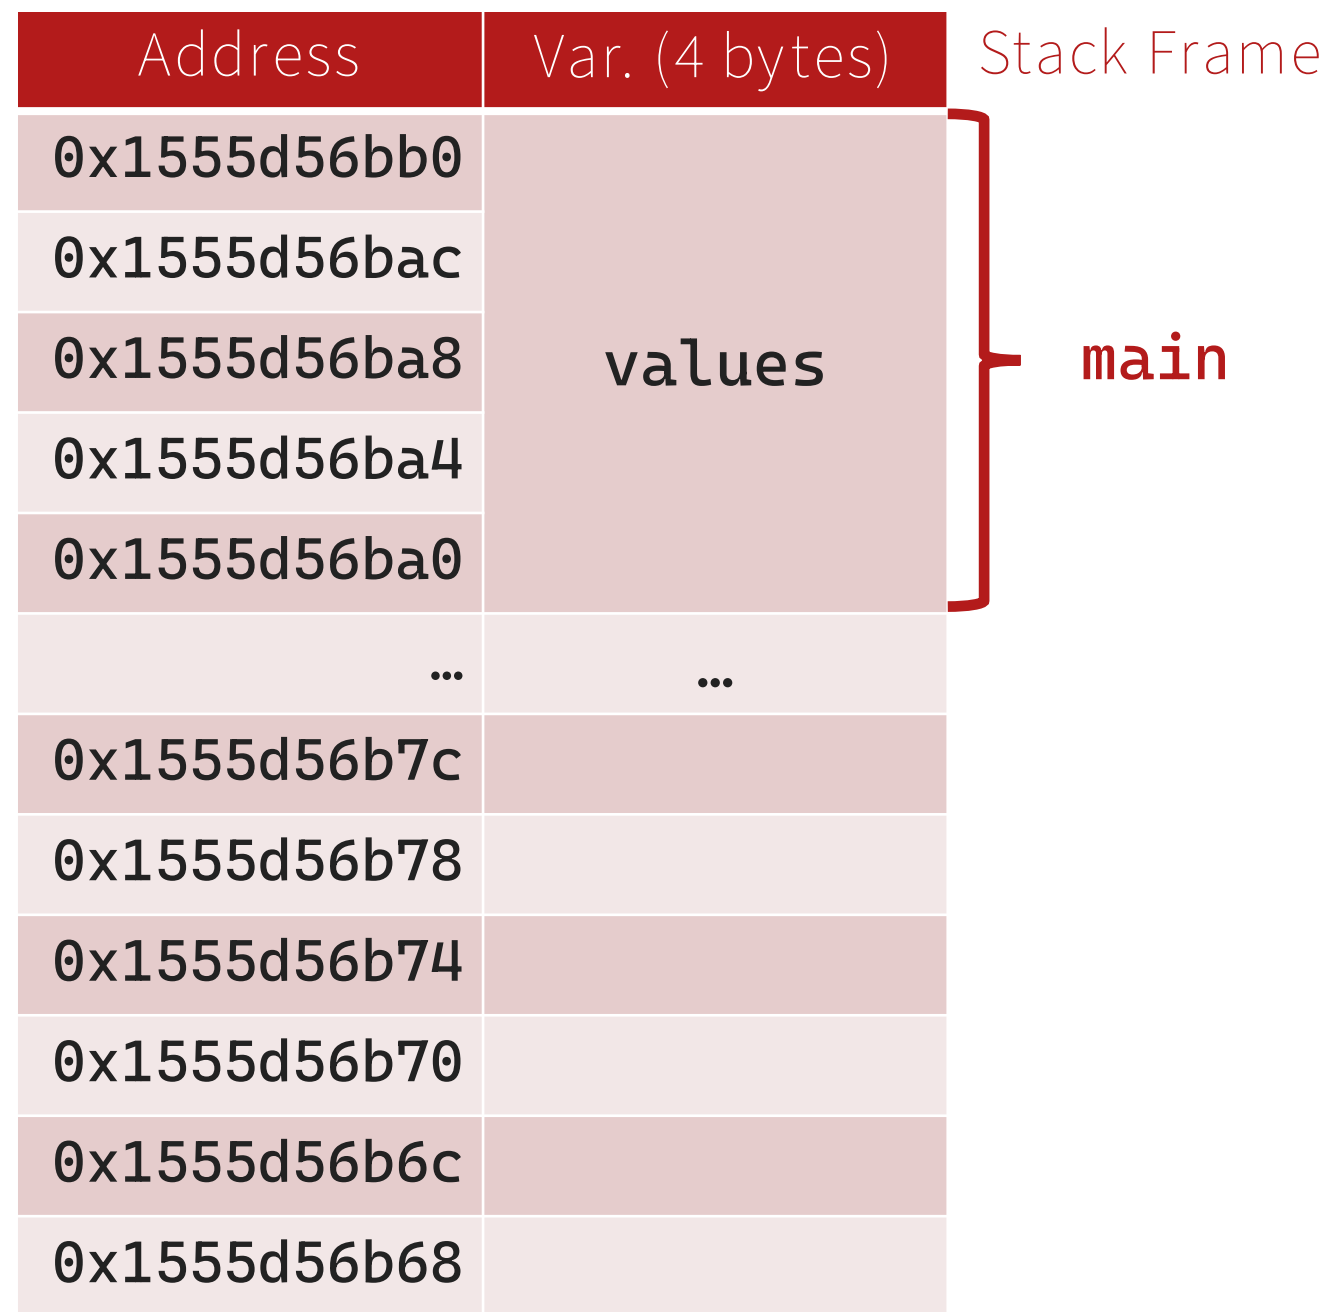 Address Var. (4 bytes) Stack Frame
0x1555d56bb0
0x1555d56bac
0x1555d56ba8 values main
0x1555d56ba4
0x1555d56ba0
… …
0x1555d56b7c
0x1555d56b78
0x1555d56b74
0x1555d56b70
0x1555d56b6c
0x1555d56b68